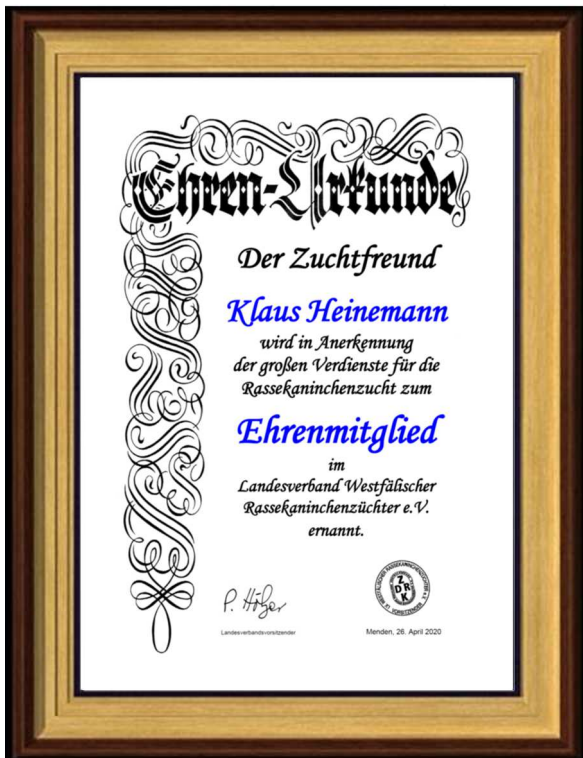 Ehren-Urkunde
Der Zuchtfreund
Klaus Heinemann
wird in Anerkennung
der großen Verdienste für die
Rassekaninchenzucht zum
Ehrenmitglied
im
Landesverband Westfälischer
Rassekaninchenzüchter e.V.
ernannt.
P. Hölzer
ZDRK
Landesverbandsvorsitzender
Menden, 26. April 2020